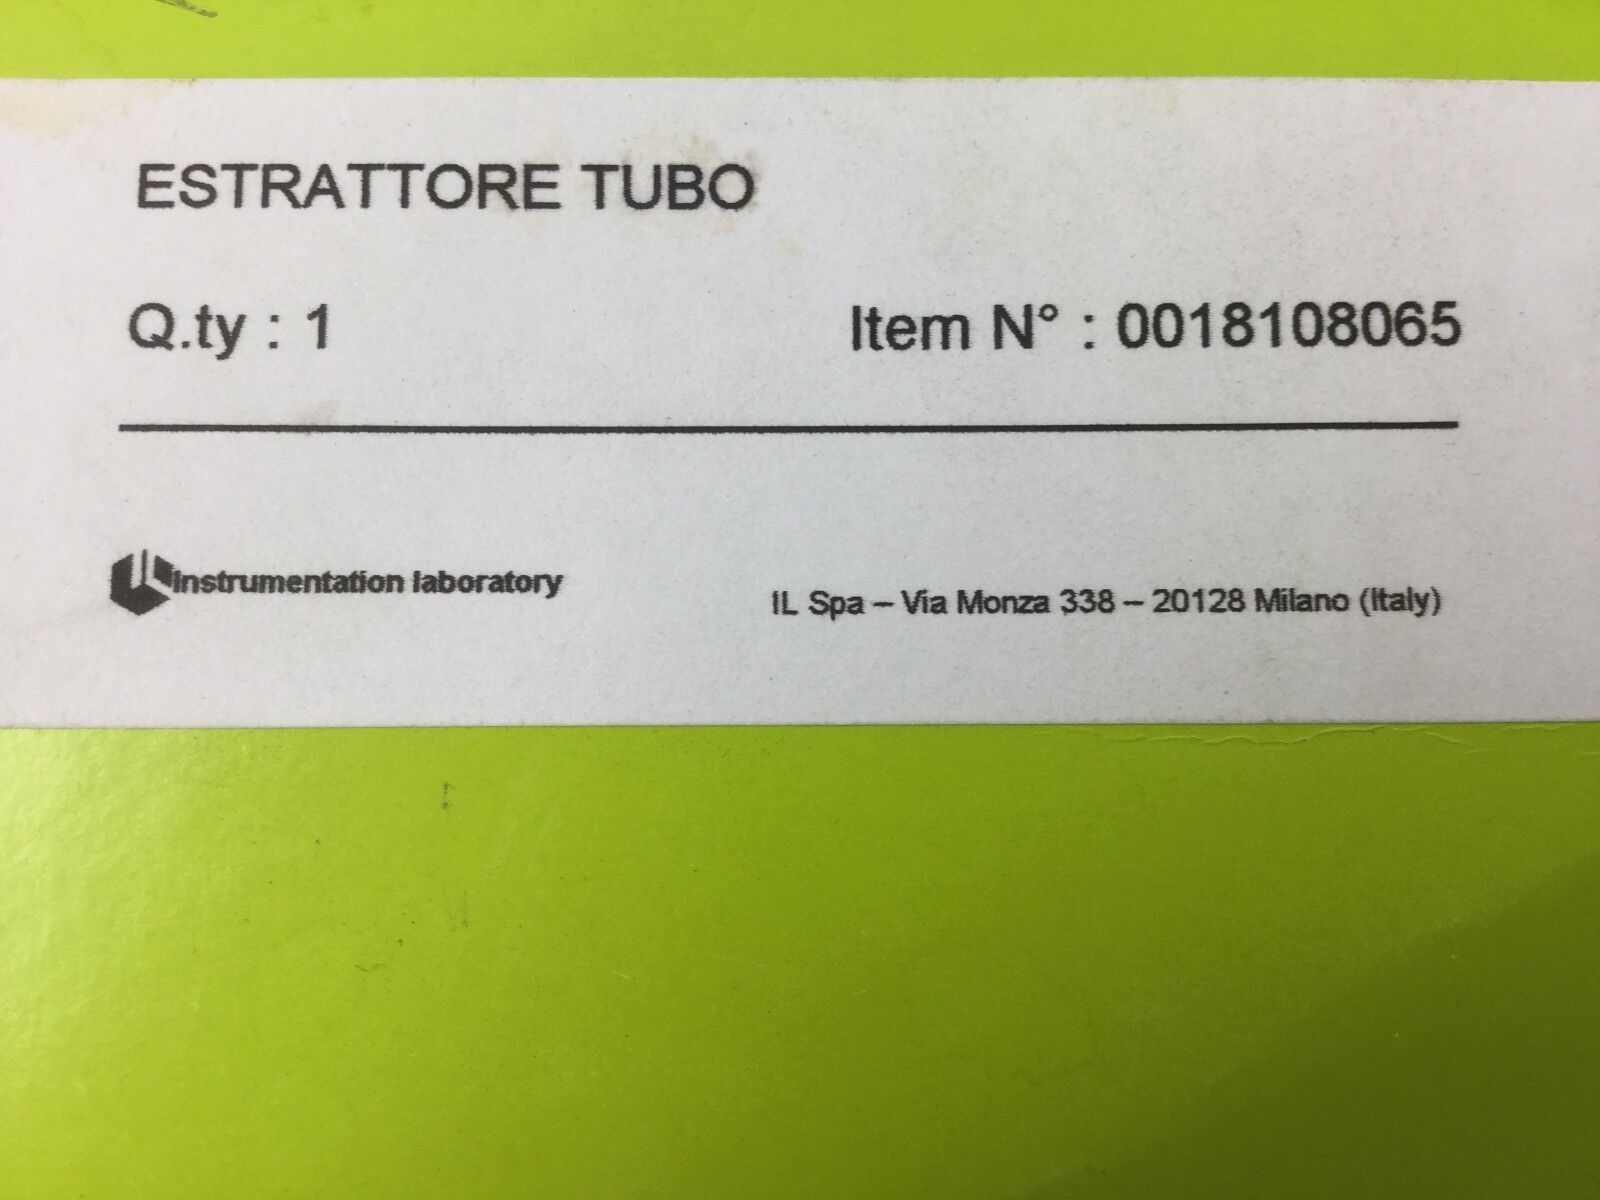 ESTRATTORE TUBO
Q.ty : 1 Item N° : 0018108065
Instrumentation laboratory
IL Spa – Via Monza 338 – 20128 Milano (Italy)